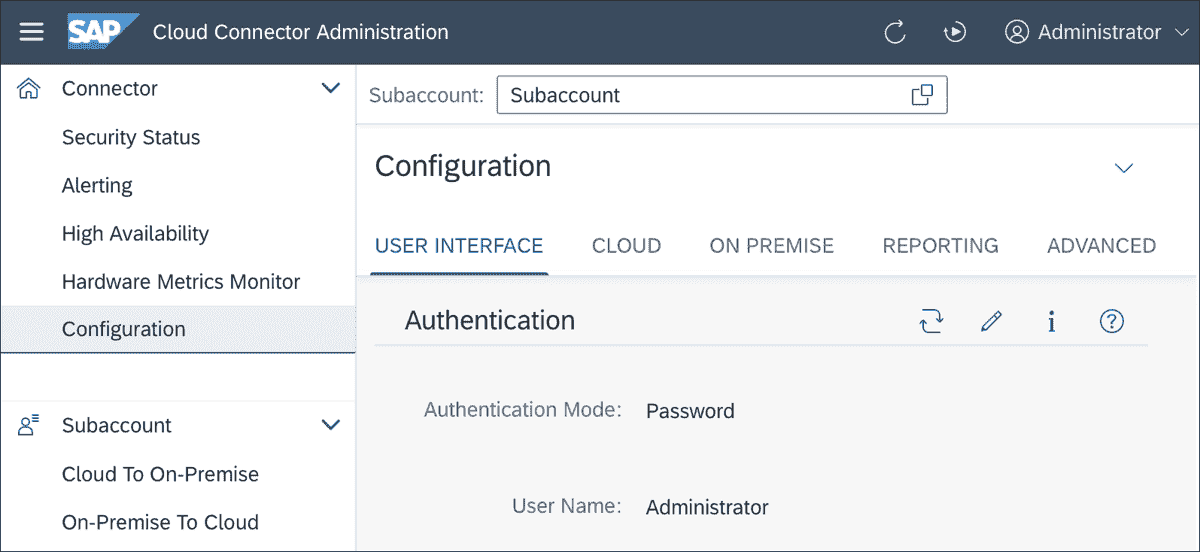 SAP Cloud Connector Administration Administrator
Connector
Security Status
Alerting
High Availability
Hardware Metrics Monitor
Configuration
Subaccount
Cloud To On-Premise
On-Premise To Cloud
Subaccount: Subaccount
Configuration
USER INTERFACE CLOUD ON PREMISE REPORTING ADVANCED
Authentication
Authentication Mode: Password
User Name: Administrator